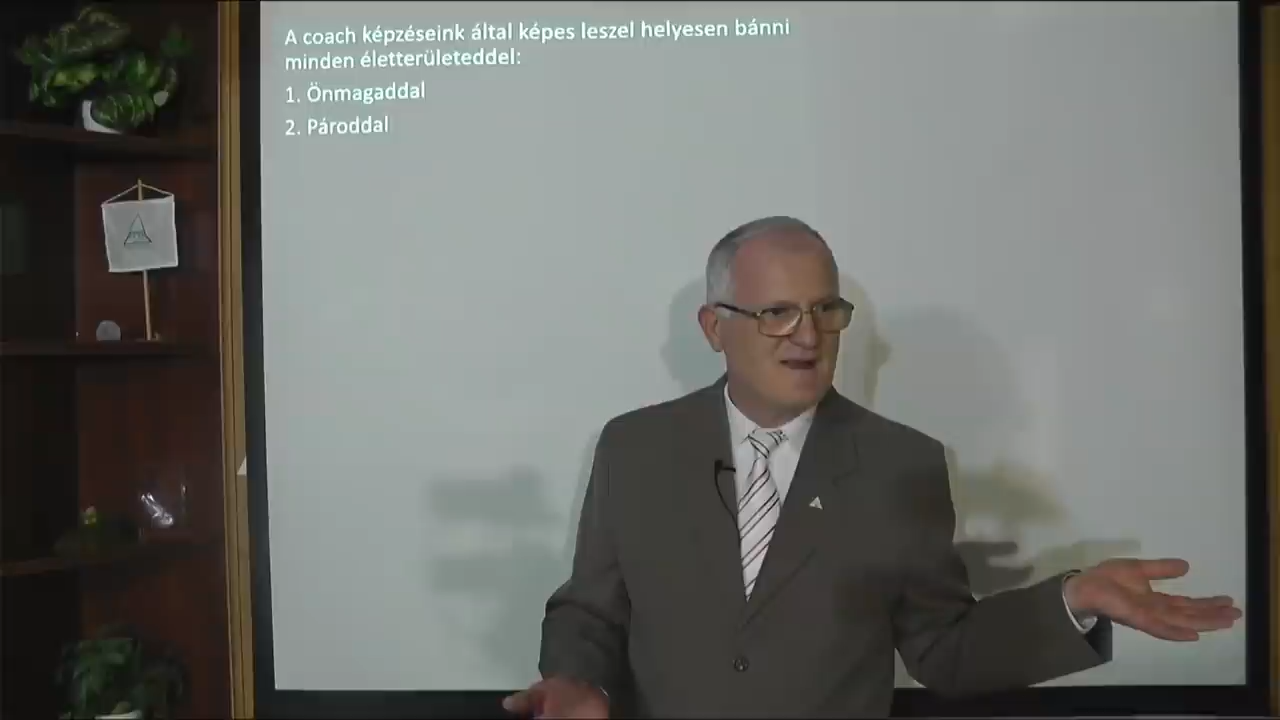 A coach képzéseink által képes leszel helyesen bánni
minden életterületeddel:
1. Önmagaddal
2. Pároddal